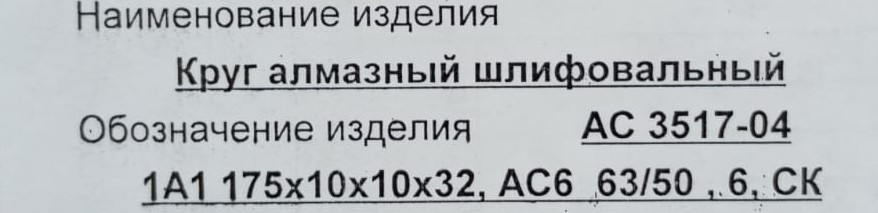 Наименование изделия
Круг алмазный шлифовальный
Обозначение изделия АС 3517-04
1А1 175х10х10х32, АС6 63/50 , 6, СК